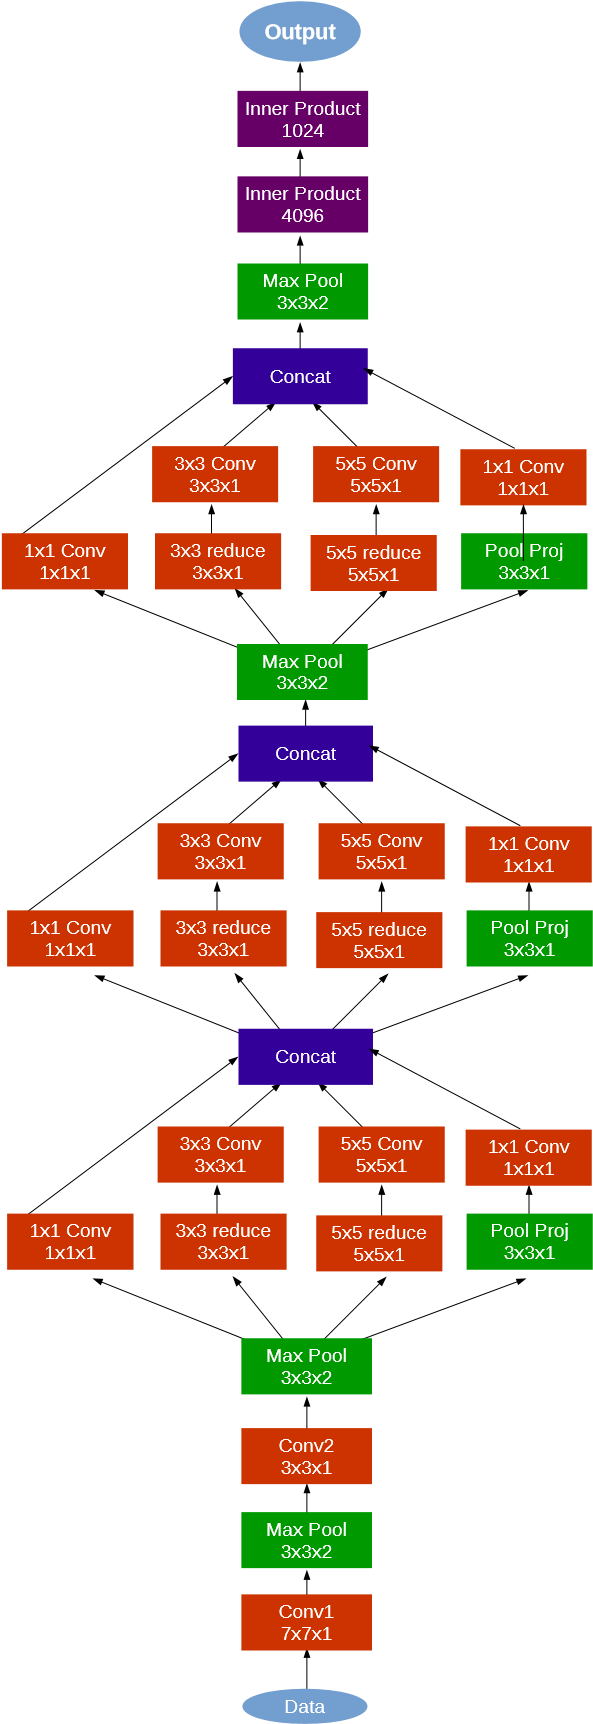 Output
Inner Product
1024
Inner Product
4096
Max Pool
3x3x2
Concat
3x3 Conv
3x3x1
5x5 Conv
5x5x1
1x1 Conv
1x1x1
1x1 Conv
1x1x1
3x3 reduce
3x3x1
5x5 reduce
5x5x1
Pool Proj
3x3x1
Max Pool
3x3x2
Concat
3x3 Conv
3x3x1
5x5 Conv
5x5x1
1x1 Conv
1x1x1
1x1 Conv
1x1x1
3x3 reduce
3x3x1
5x5 reduce
5x5x1
Pool Proj
3x3x1
Concat
3x3 Conv
3x3x1
5x5 Conv
5x5x1
1x1 Conv
1x1x1
1x1 Conv
1x1x1
3x3 reduce
3x3x1
5x5 reduce
5x5x1
Pool Proj
3x3x1
Max Pool
3x3x2
Conv2
3x3x1
Max Pool
3x3x2
Conv1
7x7x1
Data